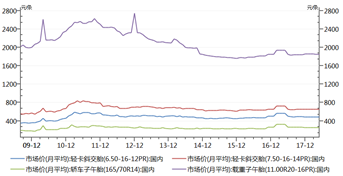 元/条 元/条
2800 2800
2400 2400
2000 2000
1600 1600
1200 1200
800 800
400 400
09-12 10-12 11-12 12-12 13-12 14-12 15-12 16-12 17-12
市场价(月平均):轻卡斜交胎(6.50-16-12PR):国内 市场价(月平均):轻卡斜交胎(7.50-16-14PR):国内
市场价(月平均):轿车子午胎(165/70R14):国内 市场价(月平均):载重子午胎(11.00R20-16PR):国内